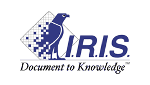 I.R.I.S.
Document to Knowledge™